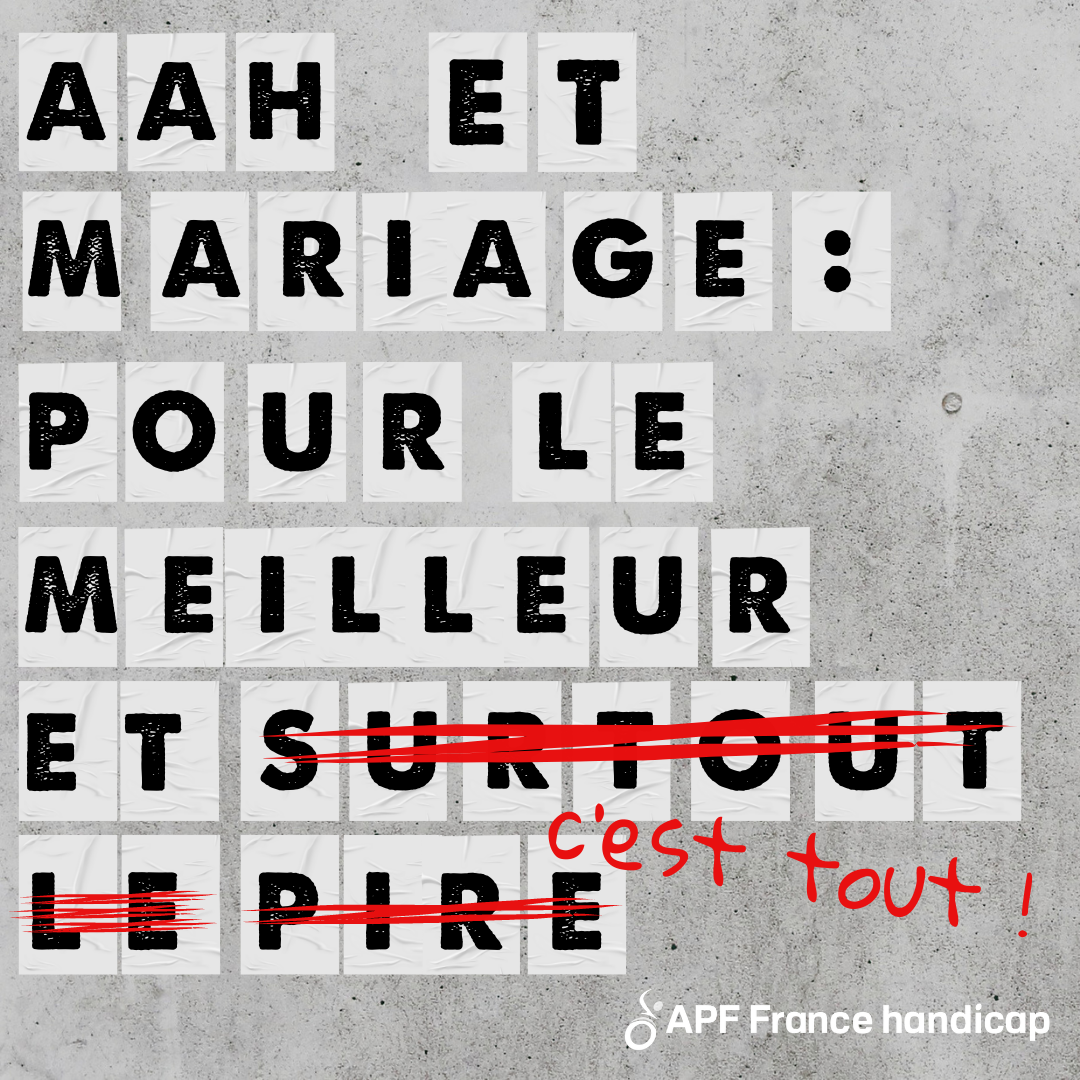 AAH ET
MARIAGE :
POUR LE
MEILLEUR
ET SURTOUT
c'est tout !
LE PIRE
APF France handicap